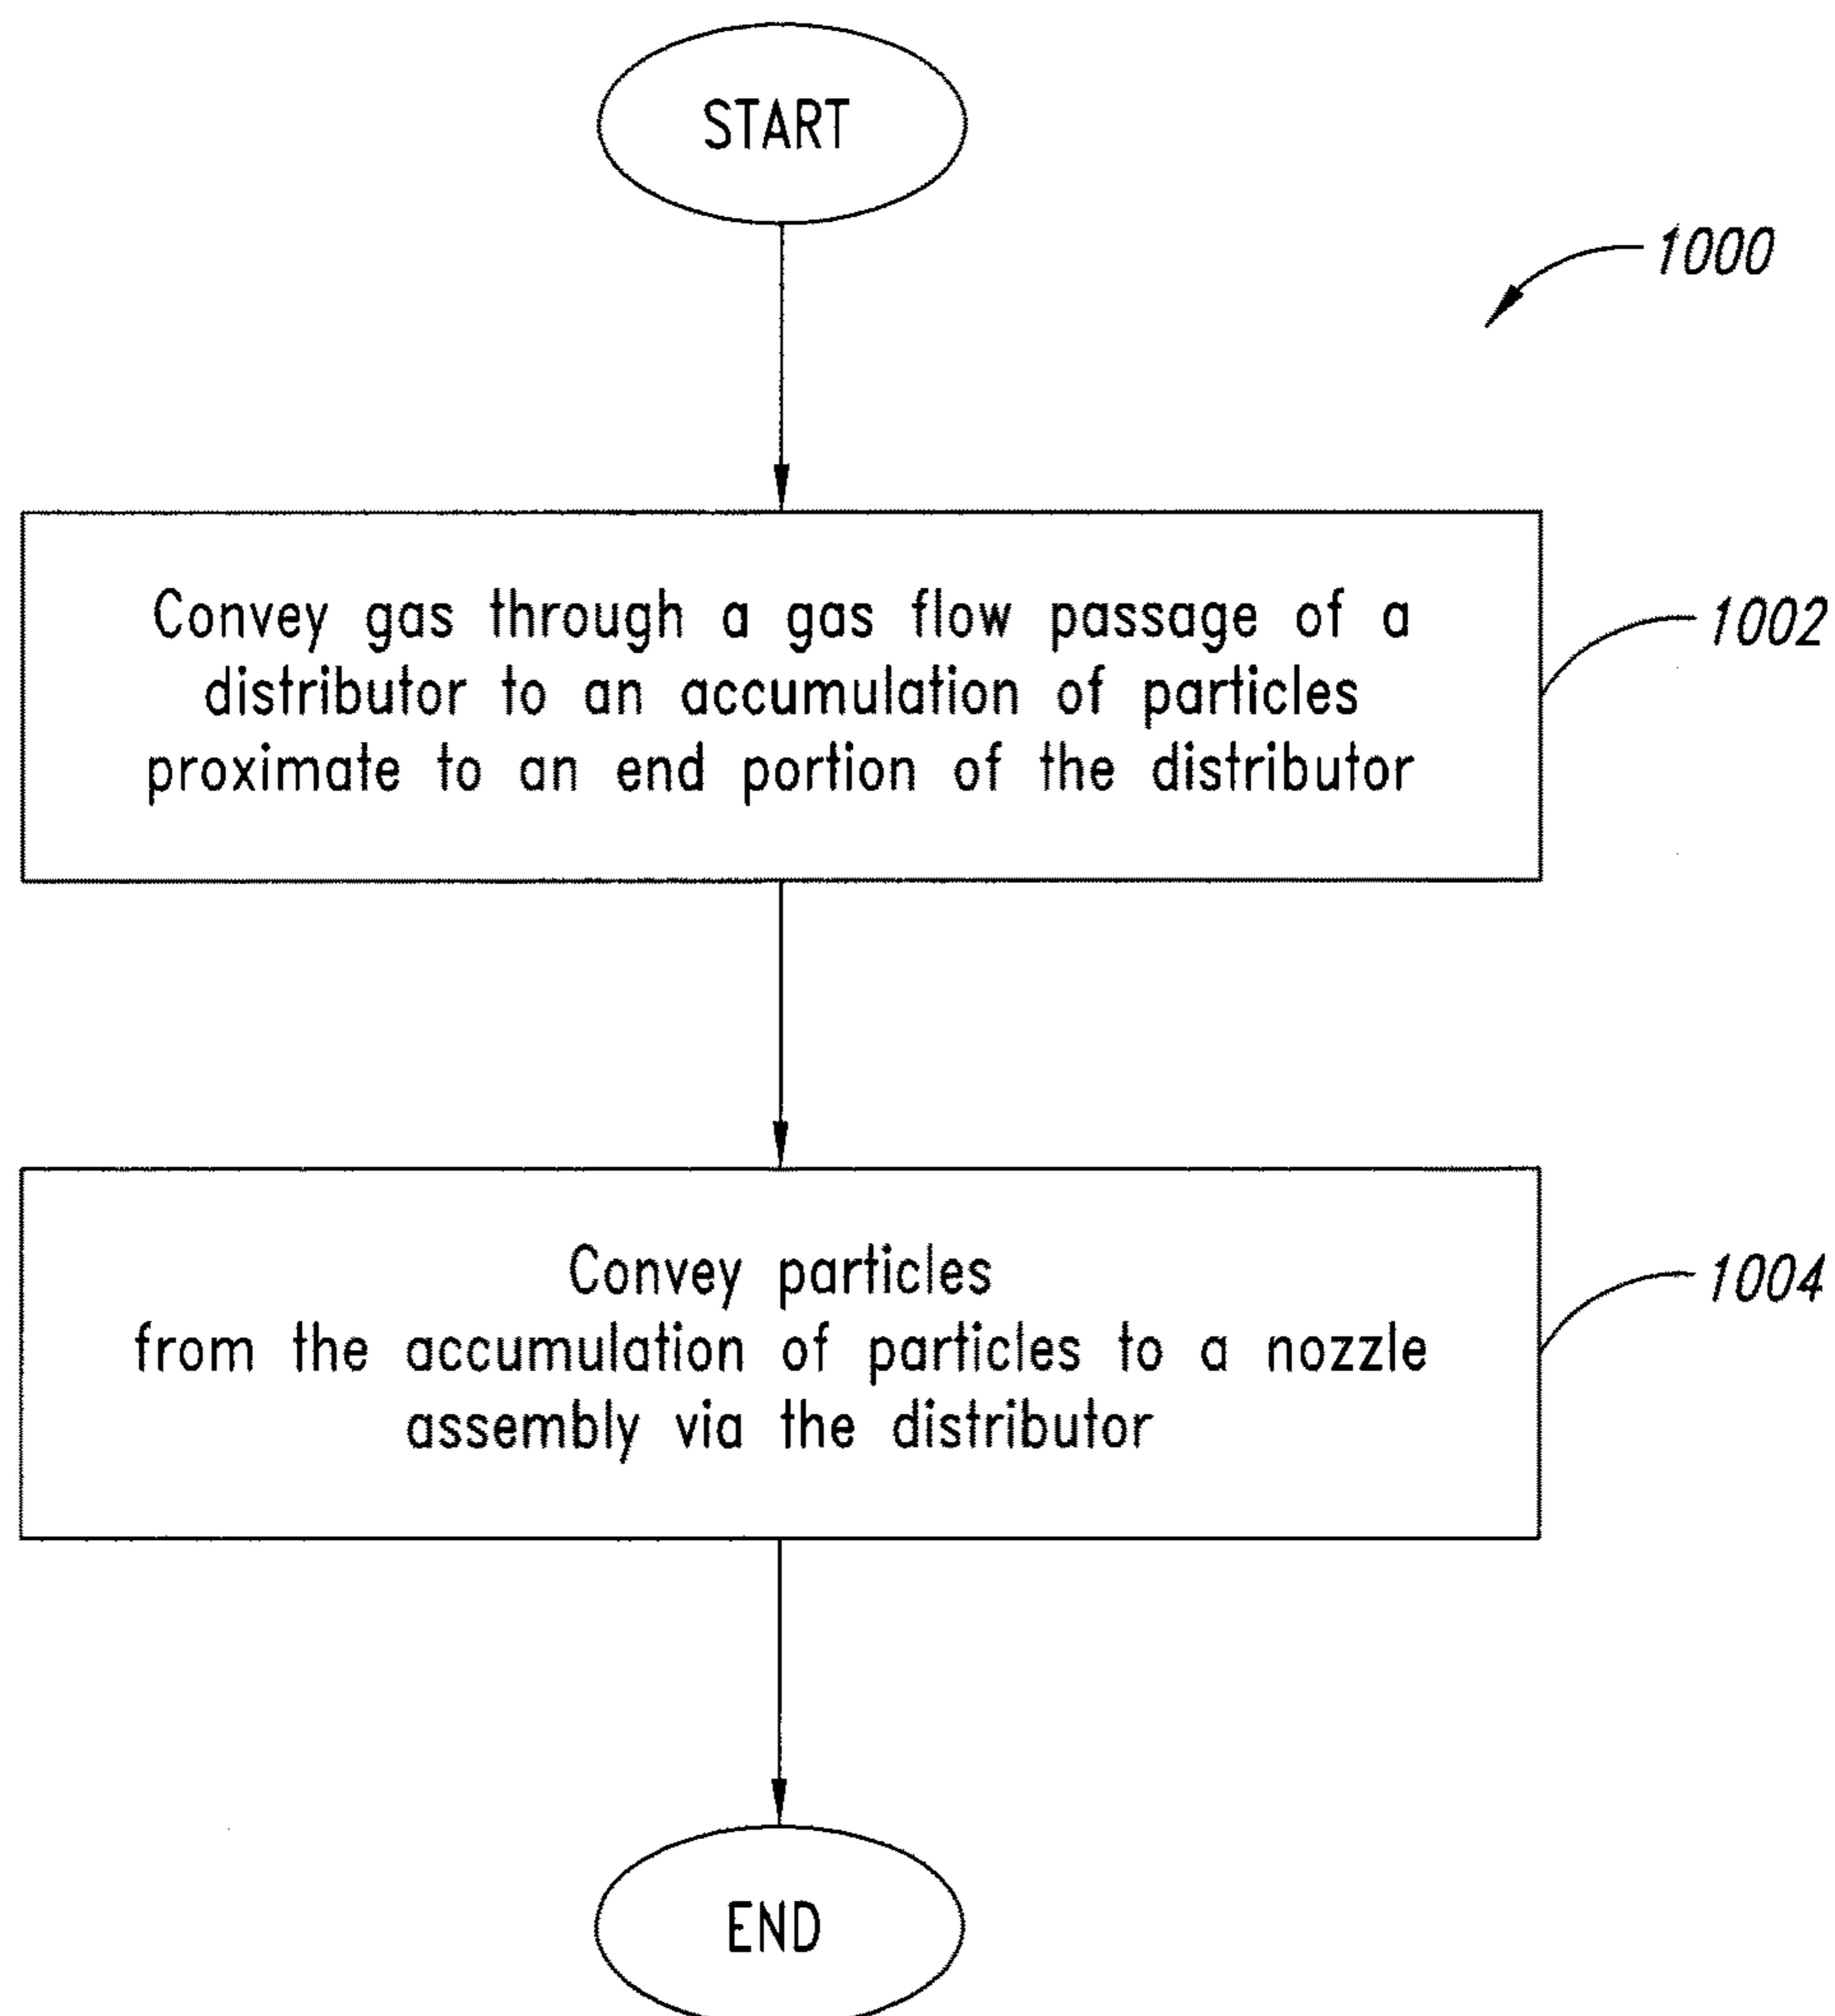 START
1000
Convey gas through a gas flow passage of a
distributor to an accumulation of particles
proximate to an end portion of the distributor
1002
Convey particles
from the accumulation of particles to a nozzle
assembly via the distributor
1004
END